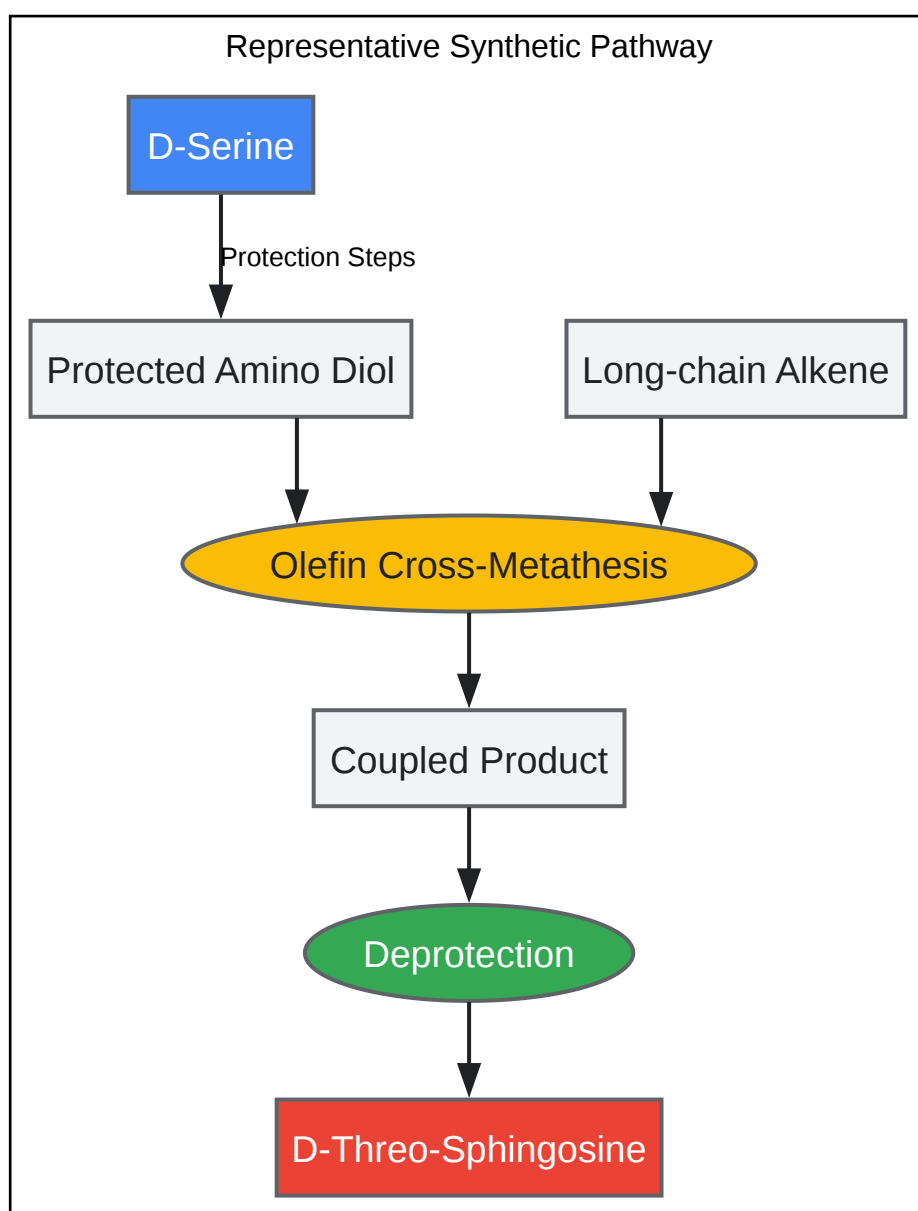 Representative Synthetic Pathway
D-Serine
Protection Steps
Protected Amino Diol
Long-chain Alkene
Olefin Cross-Metathesis
Coupled Product
Deprotection
D-Threo-Sphingosine